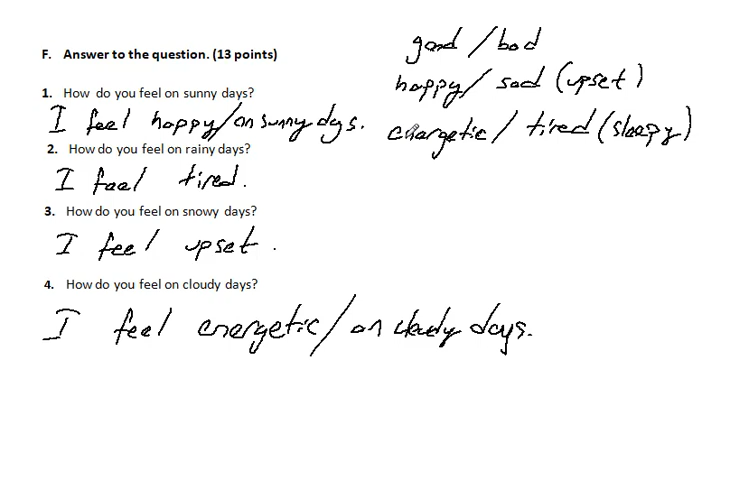 good / bad
F. Answer to the question. (13 points)
happy / sad (upset)
1. How do you feel on sunny days?
I feel happy / on sunny days.
energetic / tired (sleepy)
2. How do you feel on rainy days?
I feel tired.
3. How do you feel on snowy days?
I feel upset.
4. How do you feel on cloudy days?
I feel energetic / on cloudy days.